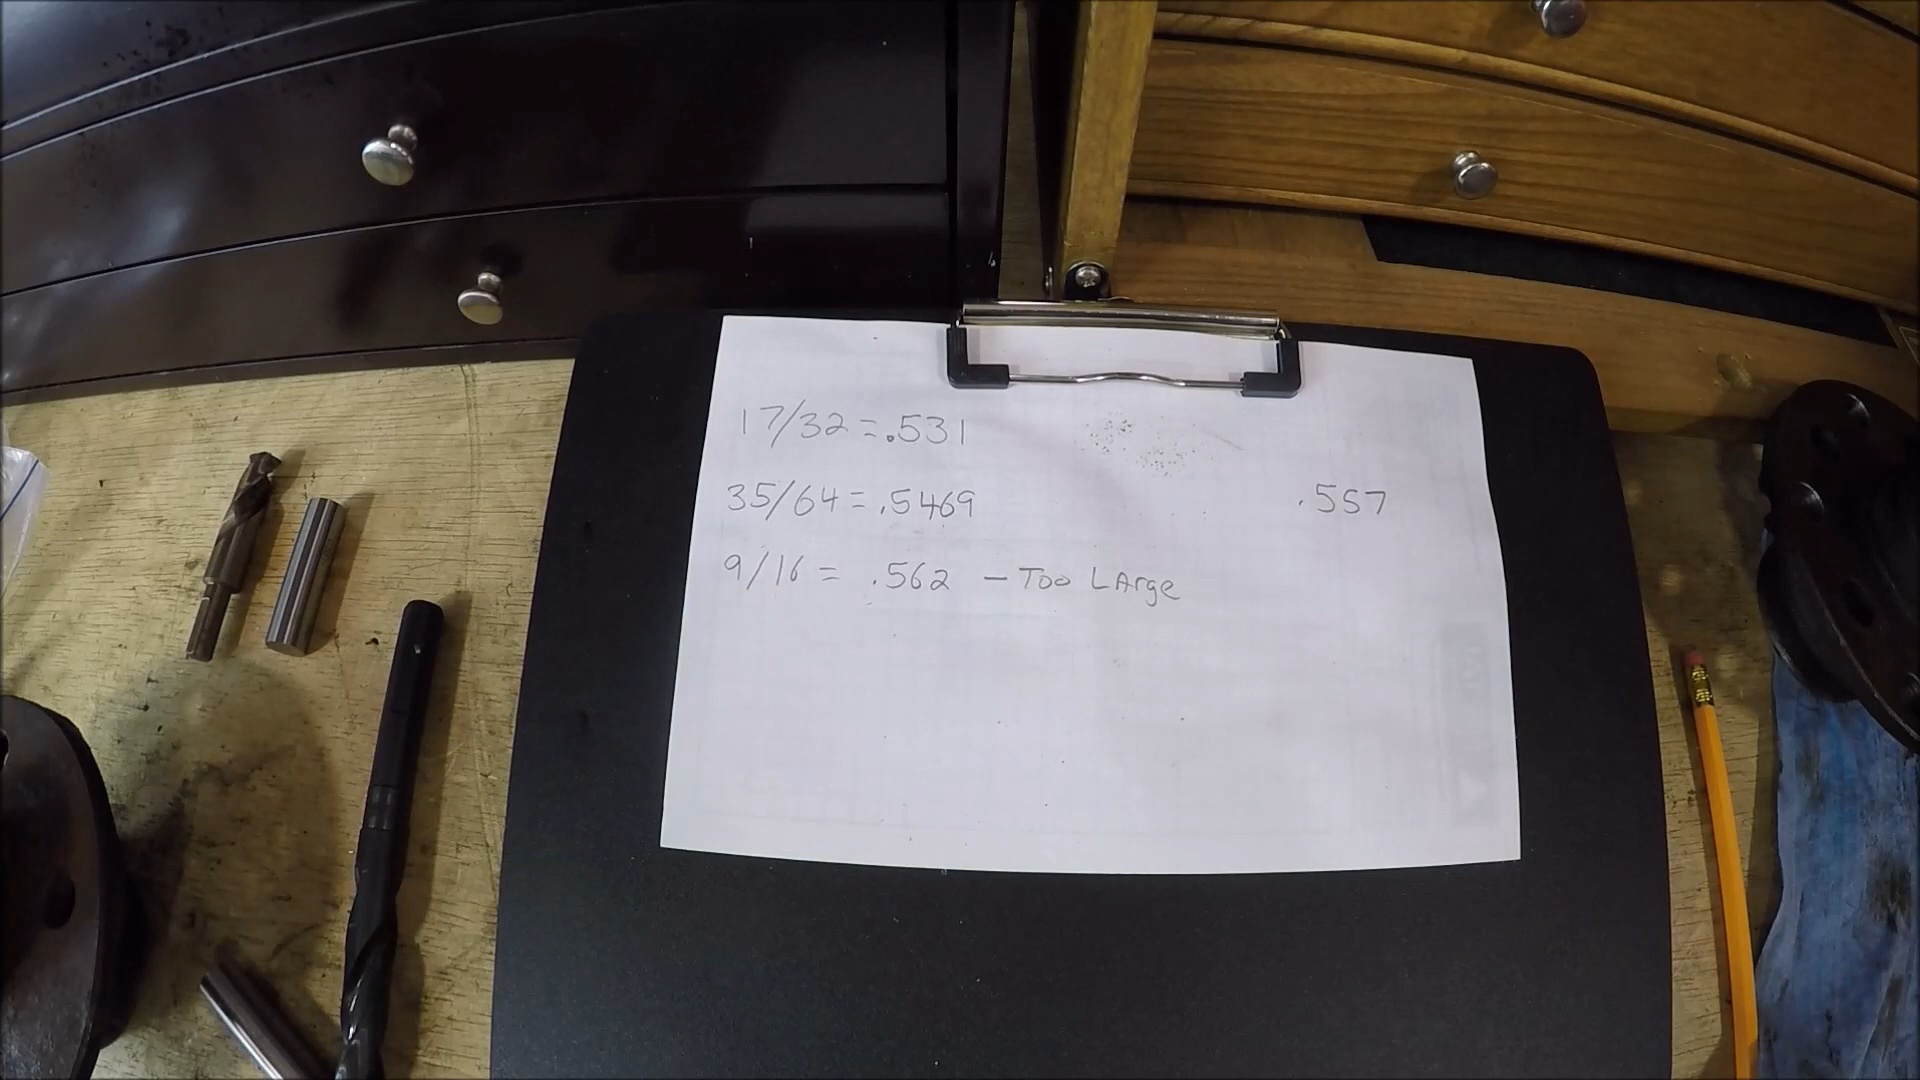 17/32 = .531
35/64 = .5469 .557
9/16 = .562 — Too LArge